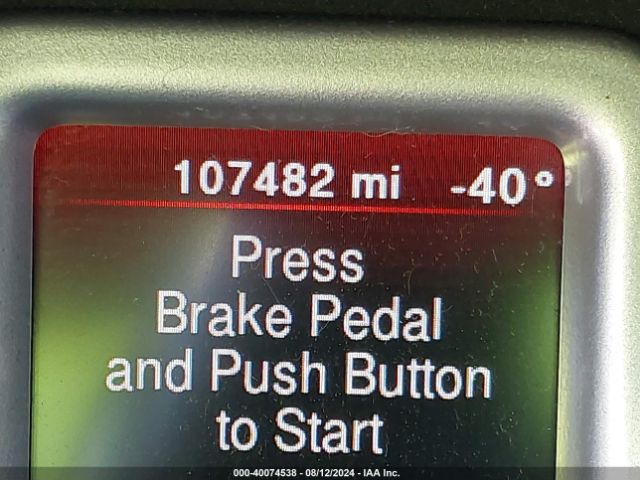 107482 mi -40°
Press
Brake Pedal
and Push Button
to Start
000-40074538 - 08/12/2024 - IAA Inc.